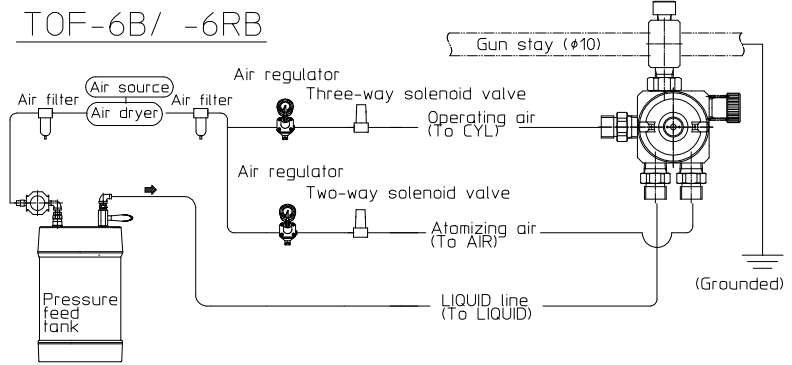 TOF-6B/ -6RB
Gun stay (φ10)
Air regulator
Air source
Three-way solenoid valve
Air filter
Air filter
Air dryer
Operating air
(To CYL)
Air regulator
Two-way solenoid valve
Atomizing air
(To AIR)
(Grounded)
Pressure
feed
tank
LIQUID line
(To LIQUID)